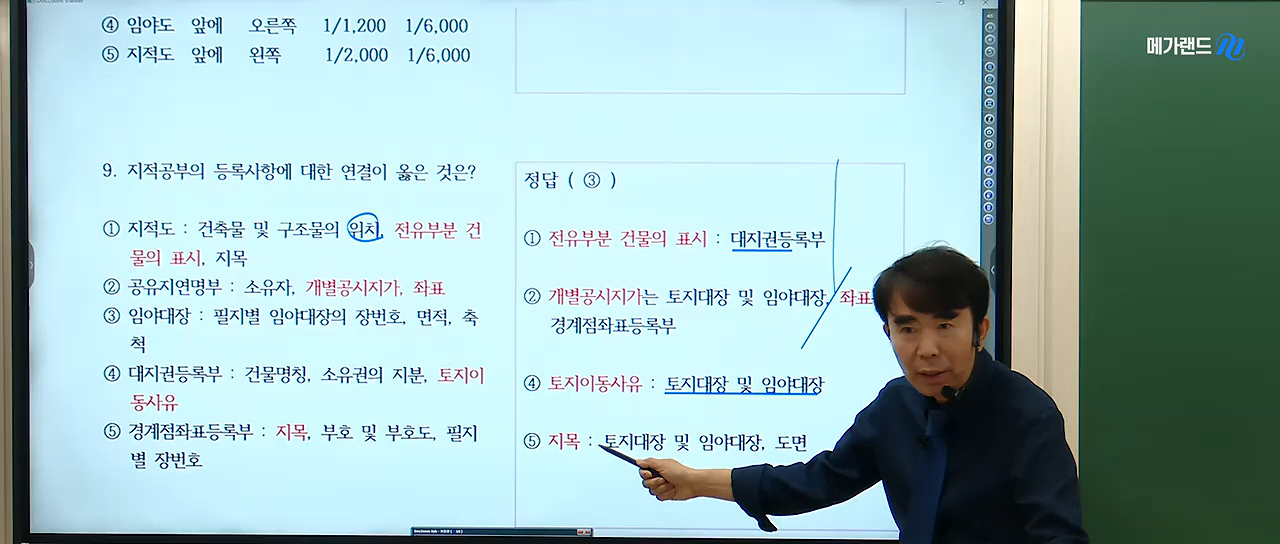 ④ 임야도 앞에 오른쪽 1/1,200 1/6,000
⑤ 지적도 앞에 왼쪽 1/2,000 1/6,000
메가랜드
9. 지적공부의 등록사항에 대한 연결이 옳은 것은?
① 지적도 : 건축물 및 구조물의 위치, 전유부분 건
물의 표시, 지목
② 공유지연명부 : 소유자, 개별공시지가, 좌표
③ 임야대장 : 필지별 임야대장의 장번호, 면적, 축
척
④ 대지권등록부 : 건물명칭, 소유권의 지분, 토지이
동사유
⑤ 경계점좌표등록부 : 지목, 부호 및 부호도, 필지
별 장번호
정답 ( ③ )
① 전유부분 건물의 표시 : 대지권등록부
② 개별공시지가는 토지대장 및 임야대장, 좌표
경계점좌표등록부
④ 토지이동사유 : 토지대장 및 임야대장
⑤ 지목 : 토지대장 및 임야대장, 도면